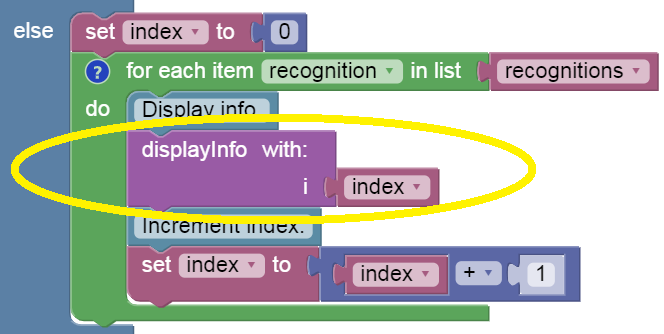 else set index to 0
? for each item recognition in list recognitions
do Display info.
displayInfo with:
i index
Increment index.
set index to index + 1